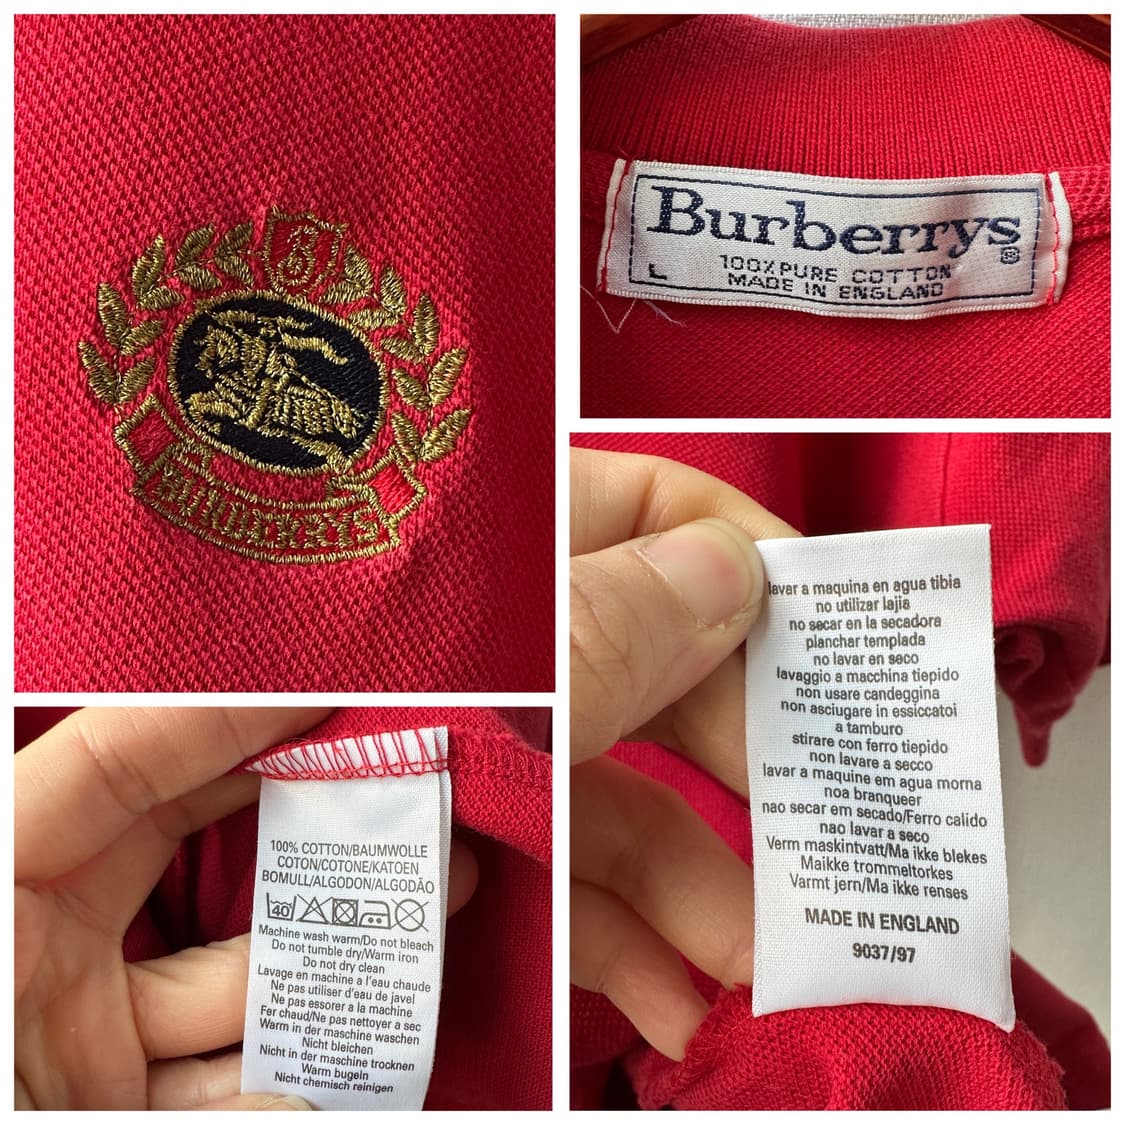 B
BURBERRYS
Burberrys
®
L
100% PURE COTTON
MADE IN ENGLAND
100% COTTON/BAUMWOLLE
COTON/COTONE/KATOEN
BOMULL/ALGODON/ALGODÃO
40
Machine wash warm/Do not bleach
Do not tumble dry/Warm iron
Do not dry clean
Lavage en machine a l'eau chaude
Ne pas utiliser d'eau de javel
Ne pas essorer a la machine
Fer chaud/Ne pas nettoyer a sec
Warm in der maschine waschen
Nicht bleichen
Nicht in der maschine trocknen
Warm bugeln
Nicht chemisch reinigen
lavar a maquina en agua tibia
no utilizar lajia
no secar en la secadora
planchar templada
no lavar en seco
lavaggio a macchina tiepido
non usare candeggina
non asciugare in essiccatoi
a tamburo
stirare con ferro tiepido
non lavare a secco
lavar a maquine em agua morna
noa branqueer
nao secar em secado/Ferro calido
nao lavar a seco
Verm maskintvatt/Ma ikke blekes
Maikke trommeltorkes
Varmt jern/Ma ikke renses
MADE IN ENGLAND
9037/97